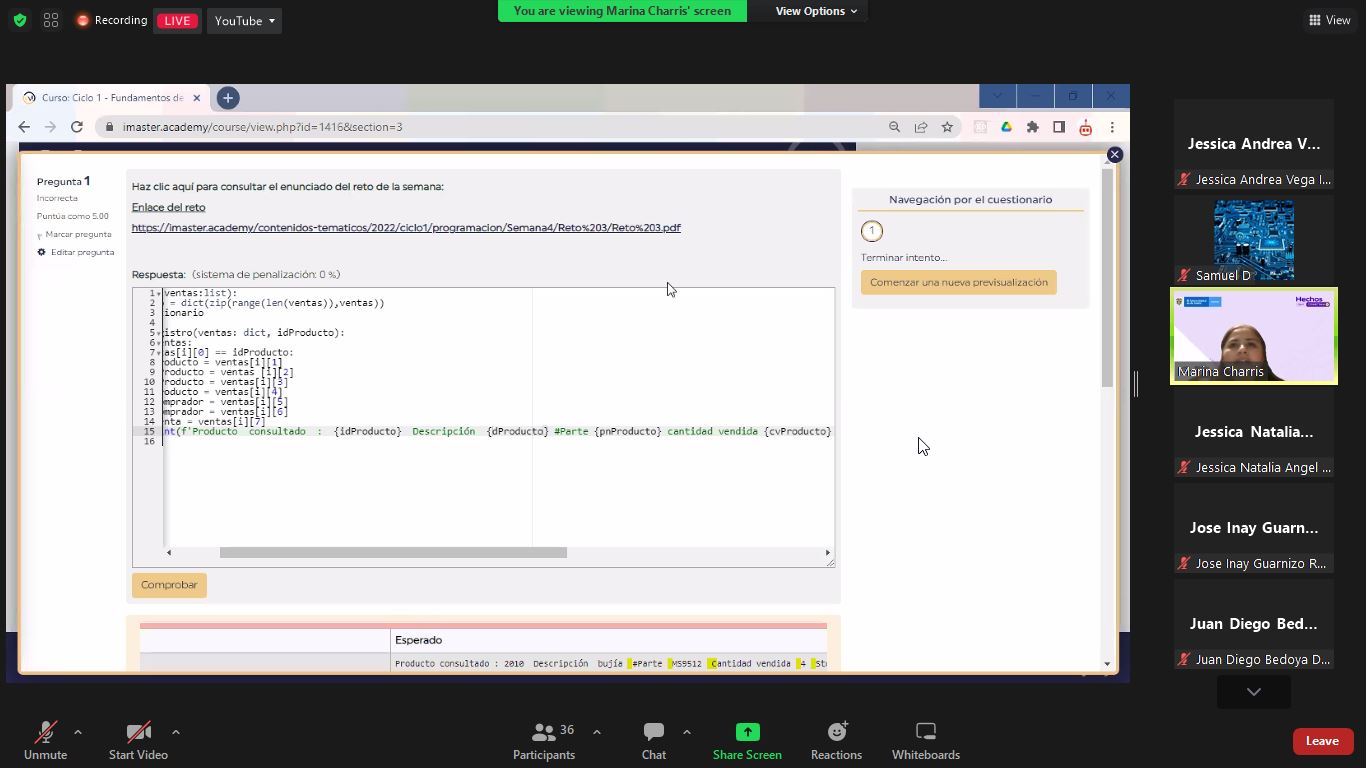 Recording
LIVE
YouTube
You are viewing Marina Charris' screen
View Options
View
Curso: Ciclo 1 - Fundamentos de
imaster.academy/course/view.php?id=1416&section=3
Pregunta 1
Incorrecta
Puntúa como 5.00
Marcar pregunta
Editar pregunta
Haz clic aquí para consultar el enunciado del reto de la semana:
Enlace del reto
https://imaster.academy/contenidos-tematicos/2022/ciclo1/programacion/Semana4/Reto%203/Reto%203.pdf
Respuesta: (sistema de penalización: 0 %)
1 ventas:list):
2 = dict(zip(range(len(ventas)),ventas))
3 ionario
4
5 istro(ventas: dict, idProducto):
6 ntas:
7 as[i][0] == idProducto:
8 roducto = ventas[i][1]
9 roducto = ventas [i][2]
10 roducto = ventas[i][3]
11 oducto = ventas[i][4]
12 omprador = ventas[i][5]
13 mprador = ventas[i][6]
14 nta = ventas[i][7]
15 nt(f'Producto consultado : {idProducto} Descripción {dProducto} #Parte {pnProducto} cantidad vendida {cvProducto}
16
Comprobar
Esperado
Producto consultado : 2010 Descripción bujía #Parte MS9512 Cantidad vendida 4 St
Navegación por el cuestionario
1
Terminar intento...
Comenzar una nueva previsualización
Jessica Andrea V...
Jessica Andrea Vega I...
Samuel D
Hechos
Marina Charris
Jessica Natalia...
Jessica Natalia Angel ...
Jose Inay Guarn...
Jose Inay Guarnizo R...
Juan Diego Bed...
Juan Diego Bedoya D...
Unmute
Start Video
Participants
36
Chat
Share Screen
Reactions
Whiteboards
Leave